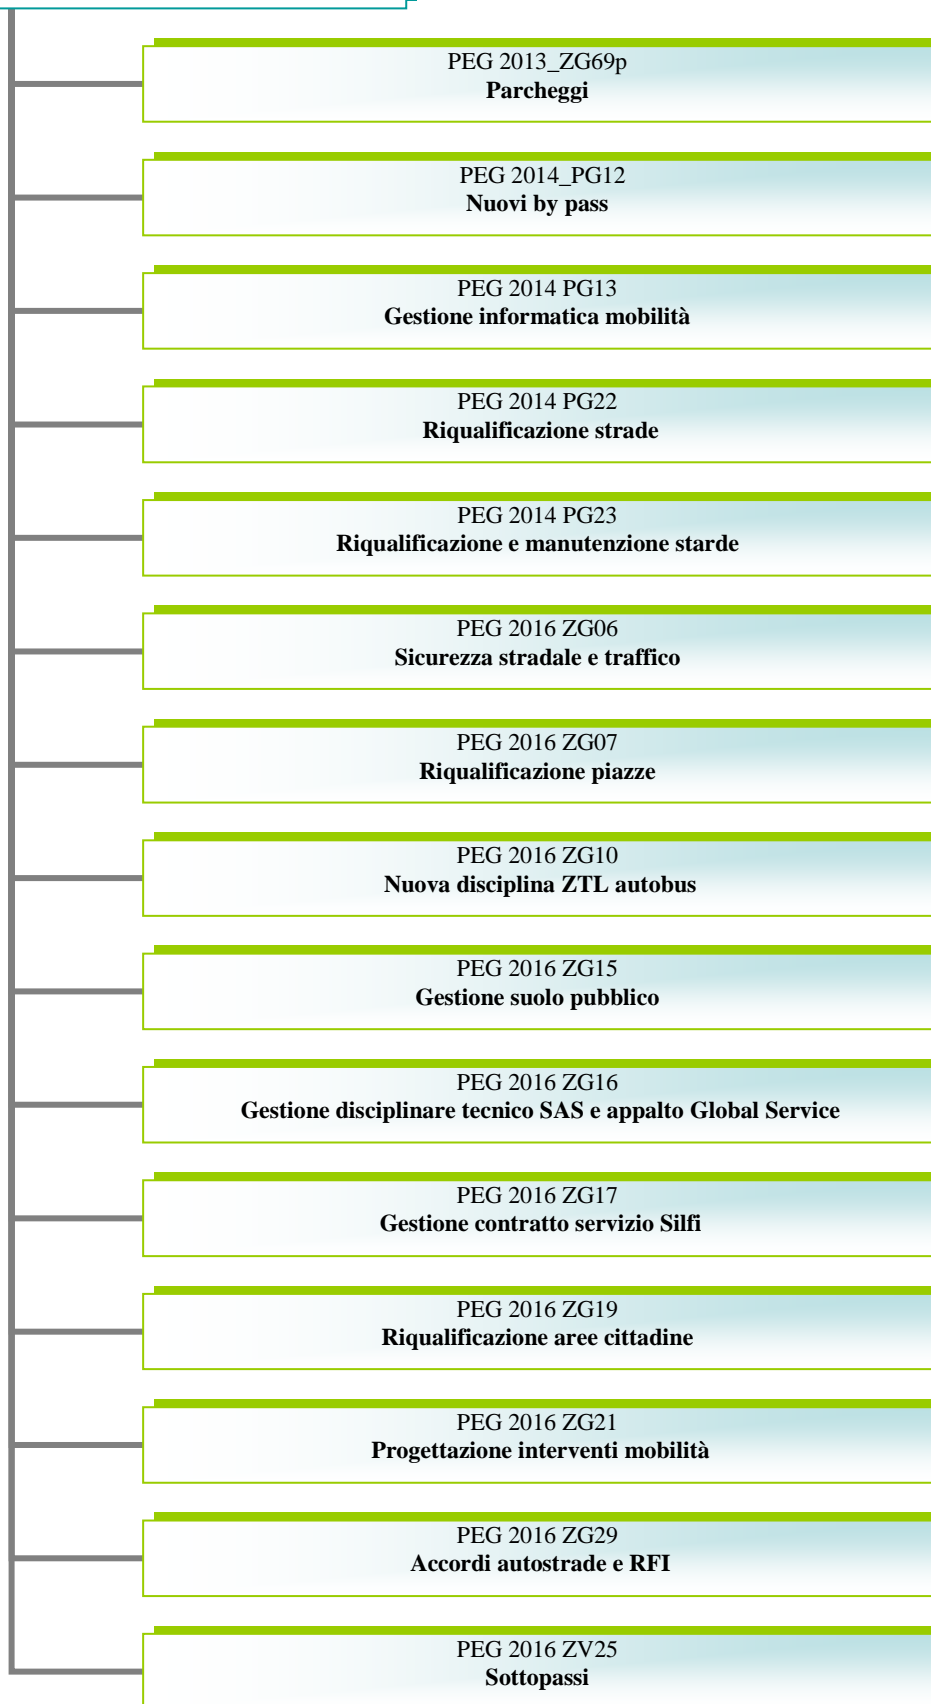 PEG 2013_ZG69p
Parcheggi
PEG 2014_PG12
Nuovi by pass
PEG 2014 PG13
Gestione informatica mobilità
PEG 2014 PG22
Riqualificazione strade
PEG 2014 PG23
Riqualificazione e manutenzione starde
PEG 2016 ZG06
Sicurezza stradale e traffico
PEG 2016 ZG07
Riqualificazione piazze
PEG 2016 ZG10
Nuova disciplina ZTL autobus
PEG 2016 ZG15
Gestione suolo pubblico
PEG 2016 ZG16
Gestione disciplinare tecnico SAS e appalto Global Service
PEG 2016 ZG17
Gestione contratto servizio Silfi
PEG 2016 ZG19
Riqualificazione aree cittadine
PEG 2016 ZG21
Progettazione interventi mobilità
PEG 2016 ZG29
Accordi autostrade e RFI
PEG 2016 ZV25
Sottopassi